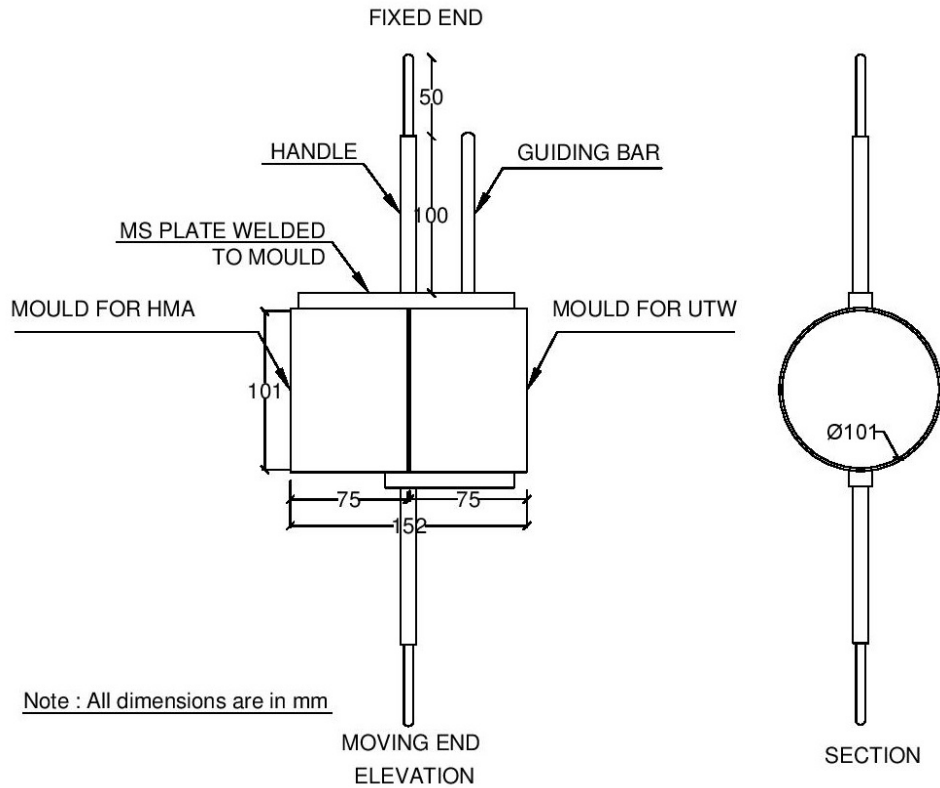 FIXED END
50
HANDLE
GUIDING BAR
100
MS PLATE WELDED
TO MOULD
MOULD FOR HMA
MOULD FOR UTW
101
Ø101
75
75
152
Note : All dimensions are in mm
MOVING END
ELEVATION
SECTION